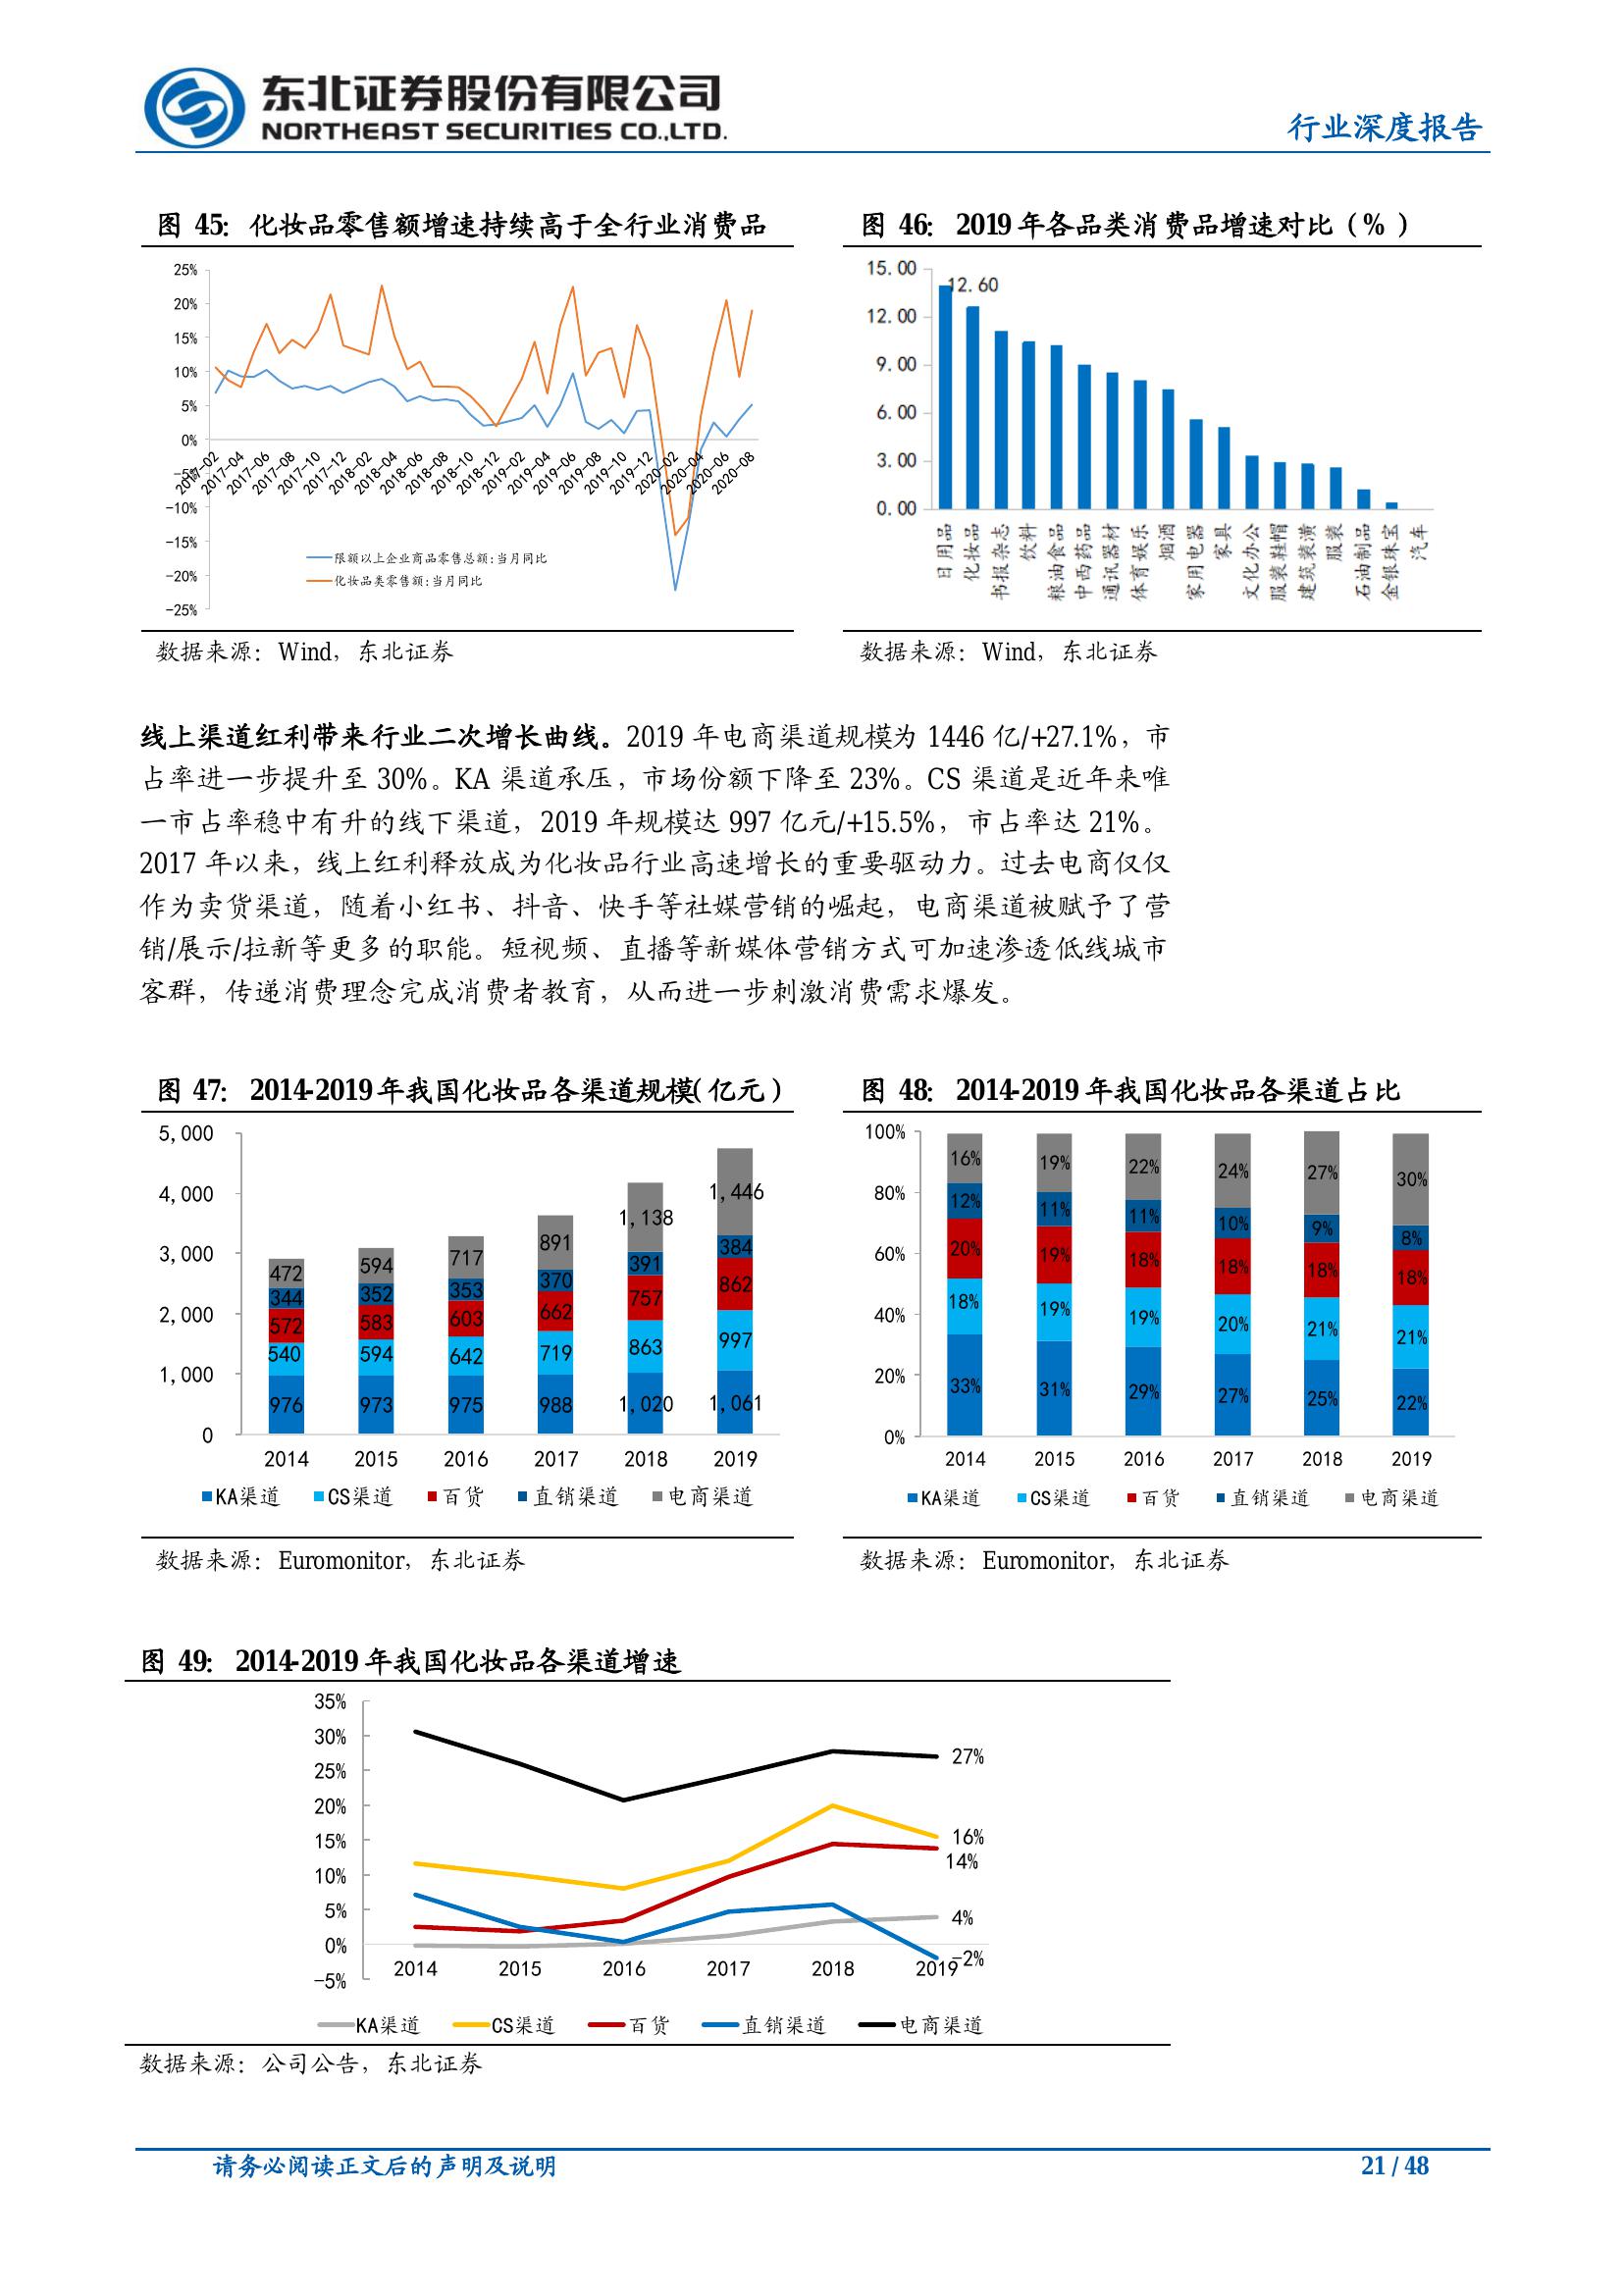 东北证券股份有限公司
NORTHEAST SECURITIES CO.,LTD.
行业深度报告
图 45：化妆品零售额增速持续高于全行业消费品
25%
20%
15%
10%
5%
0%
-5%
-10%
-15%
-20%
-25%
2017-02
2017-04
2017-06
2017-08
2017-10
2017-12
2018-02
2018-04
2018-06
2018-08
2018-10
2018-12
2019-02
2019-04
2019-06
2019-08
2019-10
2019-12
2020-02
2020-04
2020-06
2020-08
限额以上企业商品零售总额:当月同比
化妆品类零售额:当月同比
数据来源：Wind，东北证券
图 46：2019 年各品类消费品增速对比（%）
15.00
12.00
9.00
6.00
3.00
0.00
12.60
日用品
化妆品
书报杂志
饮料
粮油食品
中西药品
通讯器材
体育娱乐
烟酒
家用电器
家具
文化办公
服装鞋帽
建筑装潢
服装
石油制品
金银珠宝
汽车
数据来源：Wind，东北证券
线上渠道红利带来行业二次增长曲线。2019 年电商渠道规模为 1446 亿/+27.1%，市
占率进一步提升至 30%。KA 渠道承压，市场份额下降至 23%。CS 渠道是近年来唯
一市占率稳中有升的线下渠道，2019 年规模达 997 亿元/+15.5%，市占率达 21%。
2017 年以来，线上红利释放成为化妆品行业高速增长的重要驱动力。过去电商仅仅
作为卖货渠道，随着小红书、抖音、快手等社媒营销的崛起，电商渠道被赋予了营
销/展示/拉新等更多的职能。短视频、直播等新媒体营销方式可加速渗透低线城市
客群，传递消费理念完成消费者教育，从而进一步刺激消费需求爆发。
图 47：2014-2019 年我国化妆品各渠道规模（亿元）
5,000
4,000
3,000
2,000
1,000
0
472 594 717 891 1,138 1,446
344 352 353 370 391 384
572 583 603 662 757 862
540 594 642 719 863 997
976 973 975 988 1,020 1,061
2014 2015 2016 2017 2018 2019
KA渠道 CS渠道 百货 直销渠道 电商渠道
数据来源：Euromonitor，东北证券
图 48：2014-2019 年我国化妆品各渠道占比
100%
80%
60%
40%
20%
0%
16% 19% 22% 24% 27% 30%
12% 11% 11% 10% 9% 8%
20% 19% 18% 18% 18% 18%
18% 19% 19% 20% 21% 21%
33% 31% 29% 27% 25% 22%
2014 2015 2016 2017 2018 2019
KA渠道 CS渠道 百货 直销渠道 电商渠道
数据来源：Euromonitor，东北证券
图 49：2014-2019 年我国化妆品各渠道增速
35%
30%
25%
20%
15%
10%
5%
0%
-5%
27%
16%
14%
4%
-2%
2014 2015 2016 2017 2018 2019
KA渠道 CS渠道 百货 直销渠道 电商渠道
数据来源：公司公告，东北证券
请务必阅读正文后的声明及说明
21 / 48